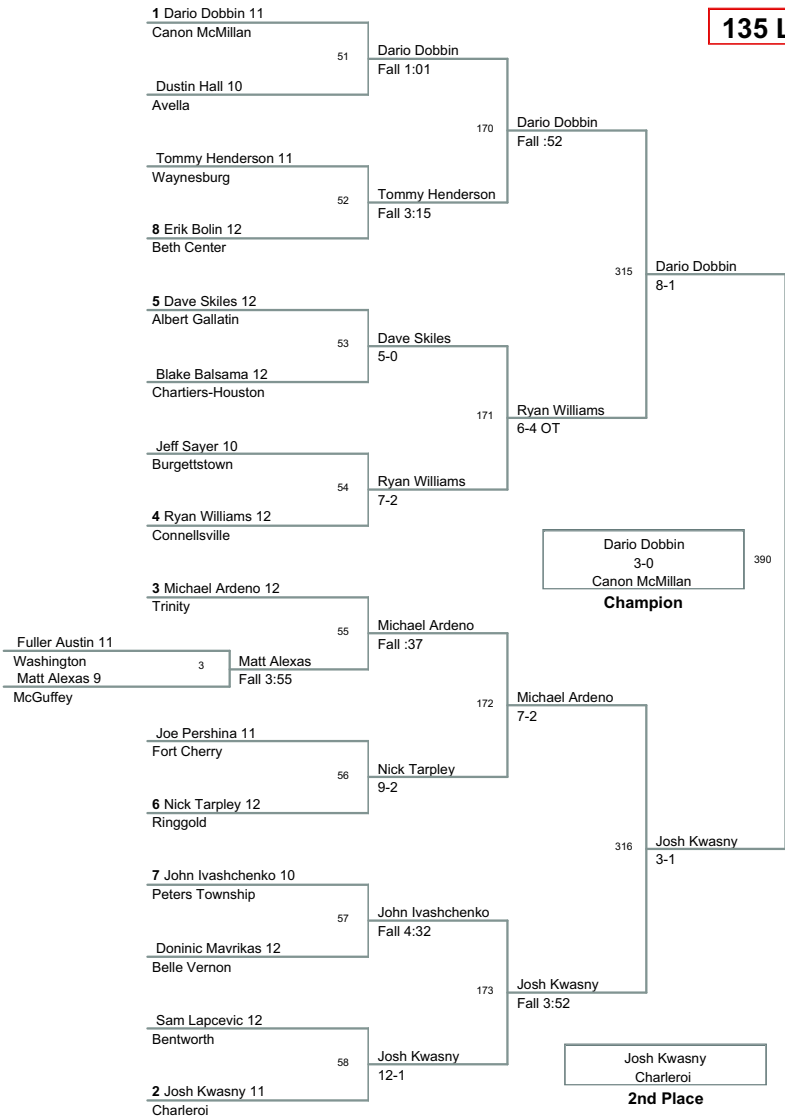 135 L
1 Dario Dobbin 11
Canon McMillan
51
Dario Dobbin
Fall 1:01
Dustin Hall 10
Avella
170
Dario Dobbin
Fall :52
Tommy Henderson 11
Waynesburg
52
Tommy Henderson
Fall 3:15
8 Erik Bolin 12
Beth Center
315
Dario Dobbin
8-1
5 Dave Skiles 12
Albert Gallatin
53
Dave Skiles
5-0
Blake Balsama 12
Chartiers-Houston
171
Ryan Williams
6-4 OT
Jeff Sayer 10
Burgettstown
54
Ryan Williams
7-2
4 Ryan Williams 12
Connellsville
Dario Dobbin
3-0
Canon McMillan
390
Champion
3 Michael Ardeno 12
Trinity
55
Michael Ardeno
Fall :37
Fuller Austin 11
Washington
3
Matt Alexas
Fall 3:55
Matt Alexas 9
McGuffey
172
Michael Ardeno
7-2
Joe Pershina 11
Fort Cherry
56
Nick Tarpley
9-2
6 Nick Tarpley 12
Ringgold
316
Josh Kwasny
3-1
7 John Ivashchenko 10
Peters Township
57
John Ivashchenko
Fall 4:32
Doninic Mavrikas 12
Belle Vernon
173
Josh Kwasny
Fall 3:52
Sam Lapcevic 12
Bentworth
58
Josh Kwasny
12-1
2 Josh Kwasny 11
Charleroi
Josh Kwasny
Charleroi
2nd Place